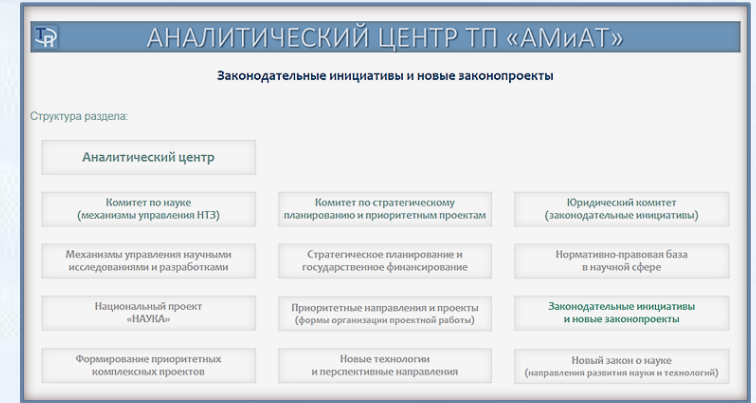 ТП
АНАЛИТИЧЕСКИЙ ЦЕНТР ТП «АМиАТ»
Законодательные инициативы и новые законопроекты
Структура раздела:
Аналитический центр
Комитет по науке
(механизмы управления НТЗ)
Комитет по стратегическому
планированию и приоритетным проектам
Юридический комитет
(законодательные инициативы)
Механизмы управления научными
исследованиями и разработками
Стратегическое планирование и
государственное финансирование
Нормативно-правовая база
в научной сфере
Национальный проект
«НАУКА»
Приоритетные направления и проекты
(формы организации проектной работы)
Законодательные инициативы
и новые законопроекты
Формирование приоритетных
комплексных проектов
Новые технологии
и перспективные направления
Новый закон о науке
(направления развития науки и технологий)